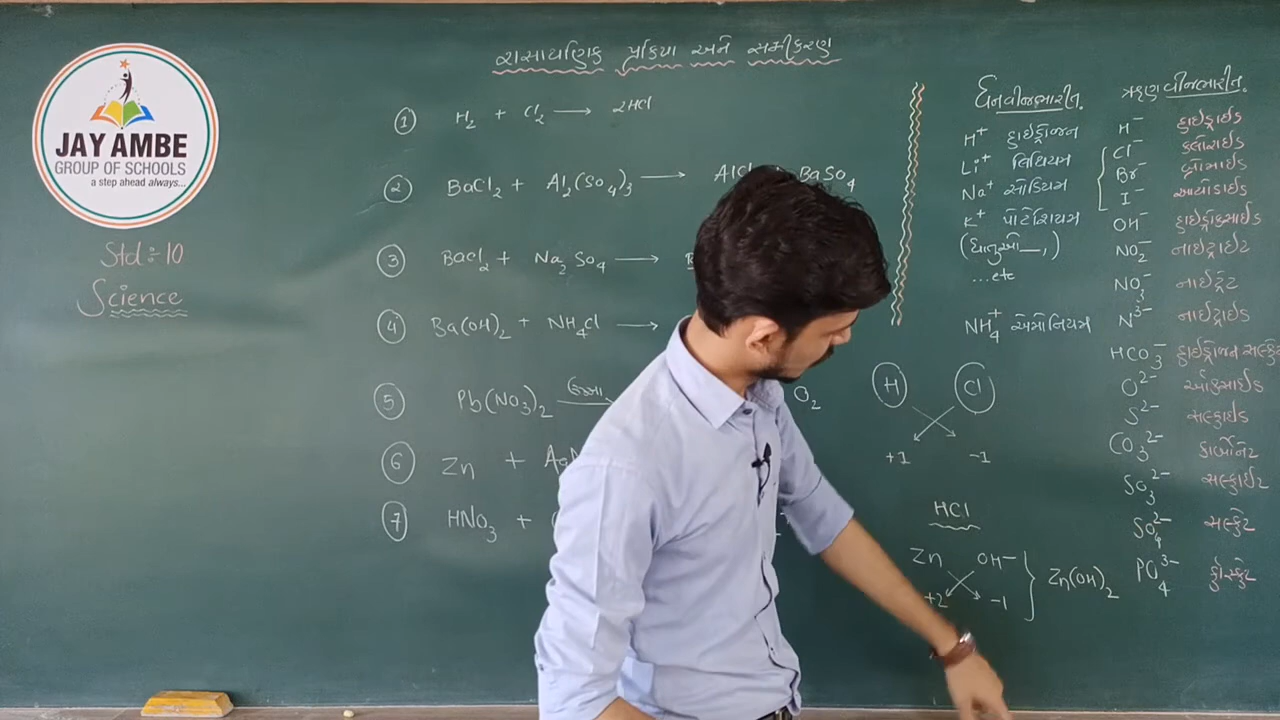 JAY AMBE
GROUP OF SCHOOLS
a step ahead always...
Std:-10
Science
રાસાયણિક પ્રક્રિયા અને સમીકરણ
① H₂ + Cl₂ ⟶ 2HCl
② BaCl₂ + Al₂(SO₄)₃ ⟶ AlCl + BaSO₄
③ BaCl₂ + Na₂SO₄ ⟶
④ Ba(OH)₂ + NH₄Cl ⟶
⑤ Pb(NO₃)₂ ⟶ O₂
⑥ Zn +
⑦ HNO₃ +
ધનવીજભારીત.
H⁺ હાઇડ્રોજન
Li⁺ લિથિયમ
Na⁺ સોડિયમ
K⁺ પોટેશિયમ
(ધાતુઓ—,)
...etc
NH₄⁺ એમોનિયમ
H Cl
+1 -1
HCl
Zn OH⁻
+2 -1
Zn(OH)₂
ઋણવીજભારીત.
H⁻ હાઇડ્રાઇડ
Cl⁻ ક્લોરાઇડ
Br⁻ બ્રોમાઇડ
I⁻ આયોડાઇડ
OH⁻ હાઇડ્રોક્સાઇડ
NO₂⁻ નાઇટ્રાઇટ
NO₃⁻ નાઇટ્રેટ
N³⁻ નાઇટ્રાઇડ
HCO₃⁻ હાઇડ્રોજન
O²⁻ ઓક્સાઇડ
S²⁻ સલ્ફાઇડ
CO₃²⁻ કાર્બોનેટ
SO₃²⁻ સલ્ફાઇટ
SO₄²⁻ સલ્ફેટ
PO₄³⁻ ફોસ્ફેટ